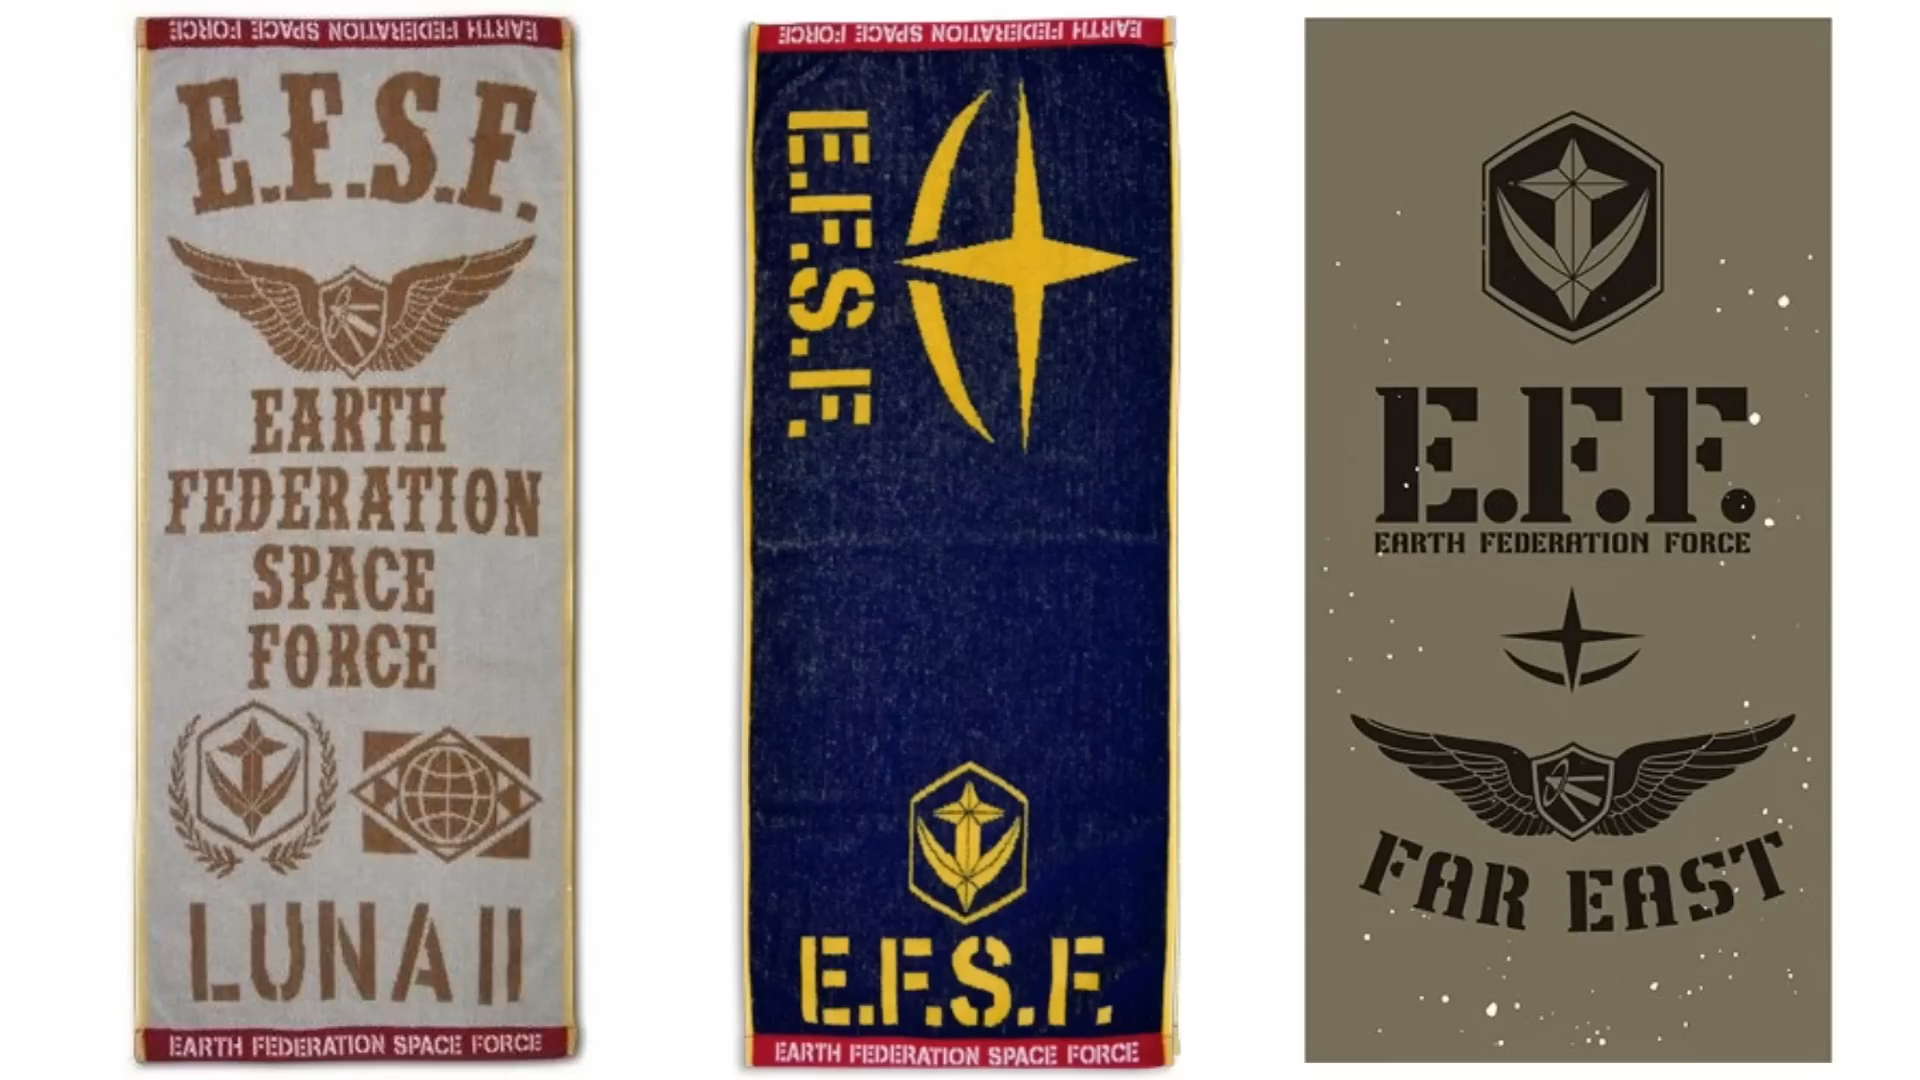 EARTH FEDERATION SPACE FORCE
E.F.S.F.
EARTH
FEDERATION
SPACE
FORCE
LUNA II
EARTH FEDERATION SPACE FORCE
EARTH FEDERATION SPACE FORCE
E.F.S.F.
E.F.S.F.
EARTH FEDERATION SPACE FORCE
E.F.F.
EARTH FEDERATION FORCE
FAR EAST